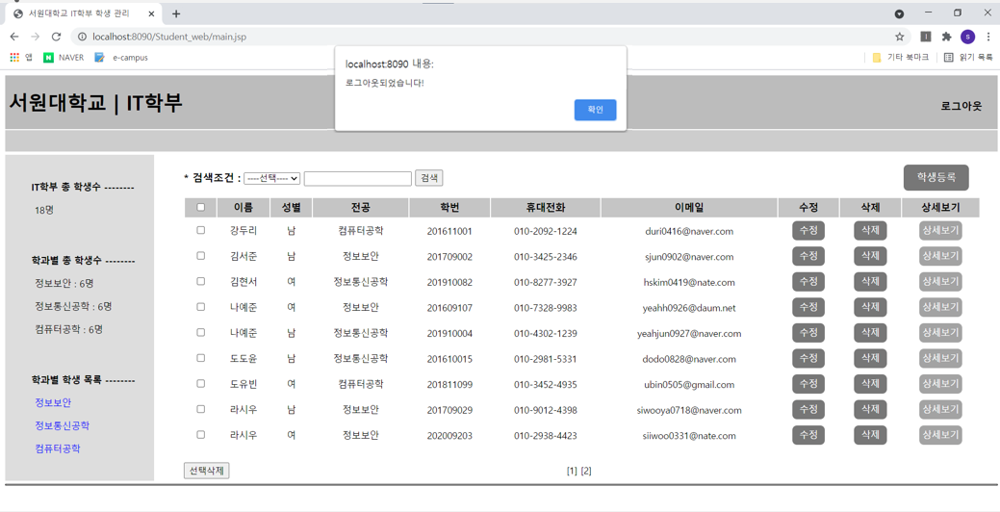 서원대학교 IT학부 학생 관리
localhost:8090/Student_web/main.jsp
앱 NAVER e-campus 기타 북마크 읽기 목록
localhost:8090 내용:
로그아웃되었습니다!
확인
서원대학교 | IT학부
로그아웃
IT학부 총 학생수 --------
18명
학과별 총 학생수 --------
정보보안 : 6명
정보통신공학 : 6명
컴퓨터공학 : 6명
학과별 학생 목록 --------
정보보안
정보통신공학
컴퓨터공학
* 검색조건 : ----선택---- 검색
학생등록
이름 성별 전공 학번 휴대전화 이메일 수정 삭제 상세보기
강두리 남 컴퓨터공학 201611001 010-2092-1224 duri0416@naver.com 수정 삭제 상세보기
김서준 남 정보보안 201709002 010-3425-2346 sjun0902@naver.com 수정 삭제 상세보기
김현서 여 정보통신공학 201910082 010-8277-3927 hskim0419@nate.com 수정 삭제 상세보기
나예준 여 정보보안 201609107 010-7328-9983 yeahh0926@daum.net 수정 삭제 상세보기
나예준 남 정보통신공학 201910004 010-4302-1239 yeahjun0927@naver.com 수정 삭제 상세보기
도도윤 남 정보통신공학 201610015 010-2981-5331 dodo0828@naver.com 수정 삭제 상세보기
도유빈 여 컴퓨터공학 201811099 010-3452-4935 ubin0505@gmail.com 수정 삭제 상세보기
라시우 남 정보보안 201709029 010-9012-4398 siwooya0718@naver.com 수정 삭제 상세보기
라시우 여 정보보안 202009203 010-2938-4423 siiwoo0331@nate.com 수정 삭제 상세보기
선택삭제
[1] [2]